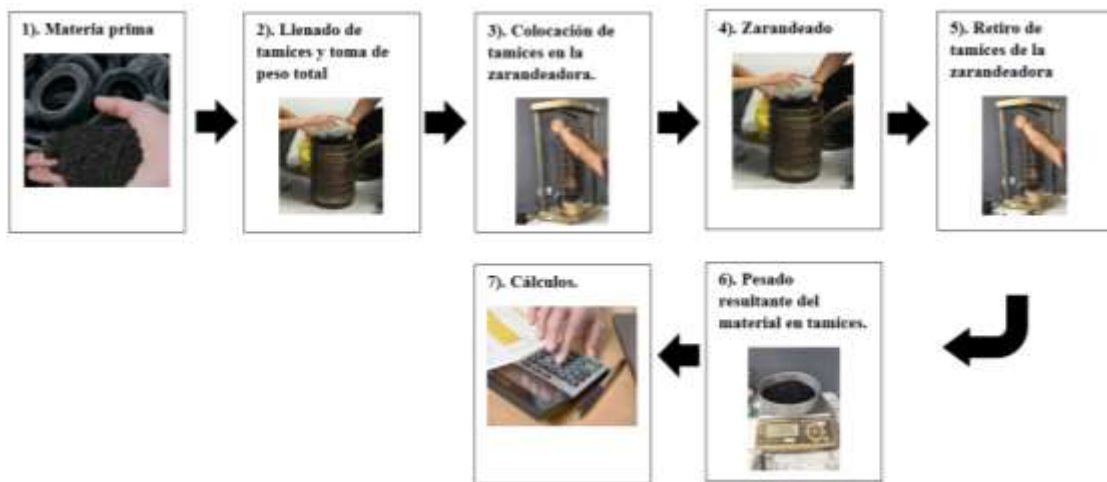 1). Materia prima
2). Llenado de
tamices y toma de
peso total
3). Colocación de
tamices en la
zarandeadora.
4). Zarandeado
5). Retiro de
tamices de la
zarandeadora
6). Pesado
resultante del
material en tamices.
7). Cálculos.